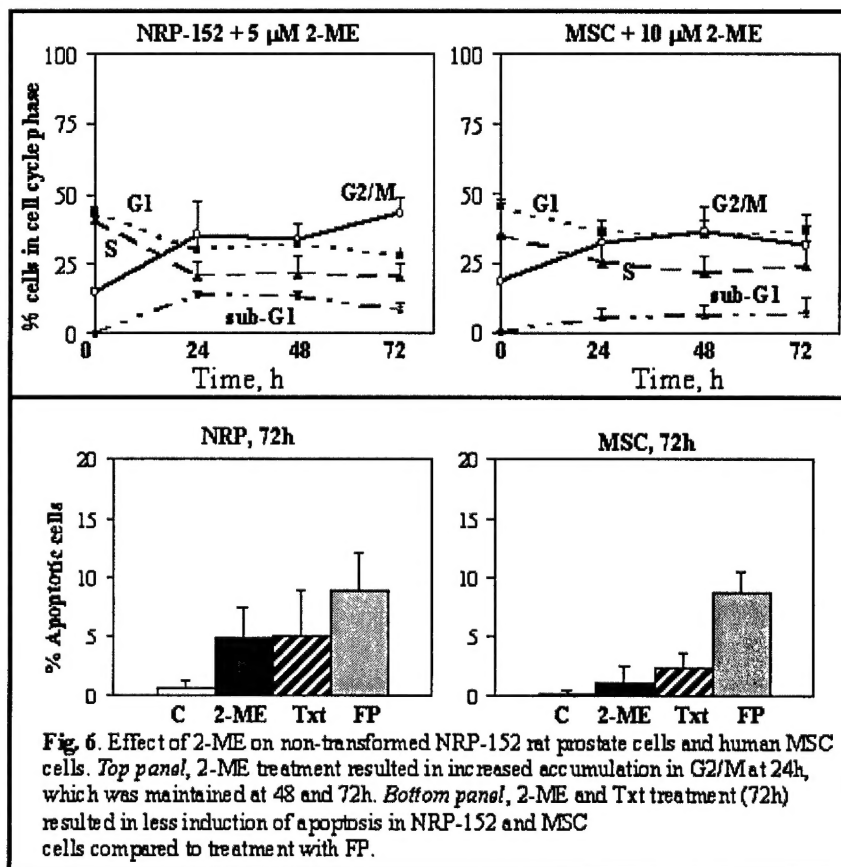 NRP-152 + 5 µM 2-ME
MSC + 10 µM 2-ME
% cells in cell cycle phase
100
75
50
25
0
G1
S
G2/M
sub-G1
0 24 48 72
Time, h
100
75
50
25
0
G1
G2/M
S
sub-G1
0 24 48 72
Time, h
NRP, 72h
MSC, 72h
% Apoptotic cells
20
15
10
5
0
C 2-ME Txt FP
20
15
10
5
0
C 2-ME Txt FP
Fig. 6. Effect of 2-ME on non-transformed NRP-152 rat prostate cells and human MSC
cells. Top panel, 2-ME treatment resulted in increased accumulation in G2/M at 24h,
which was maintained at 48 and 72h. Bottom panel, 2-ME and Txt treatment (72h)
resulted in less induction of apoptosis in NRP-152 and MSC
cells compared to treatment with FP.